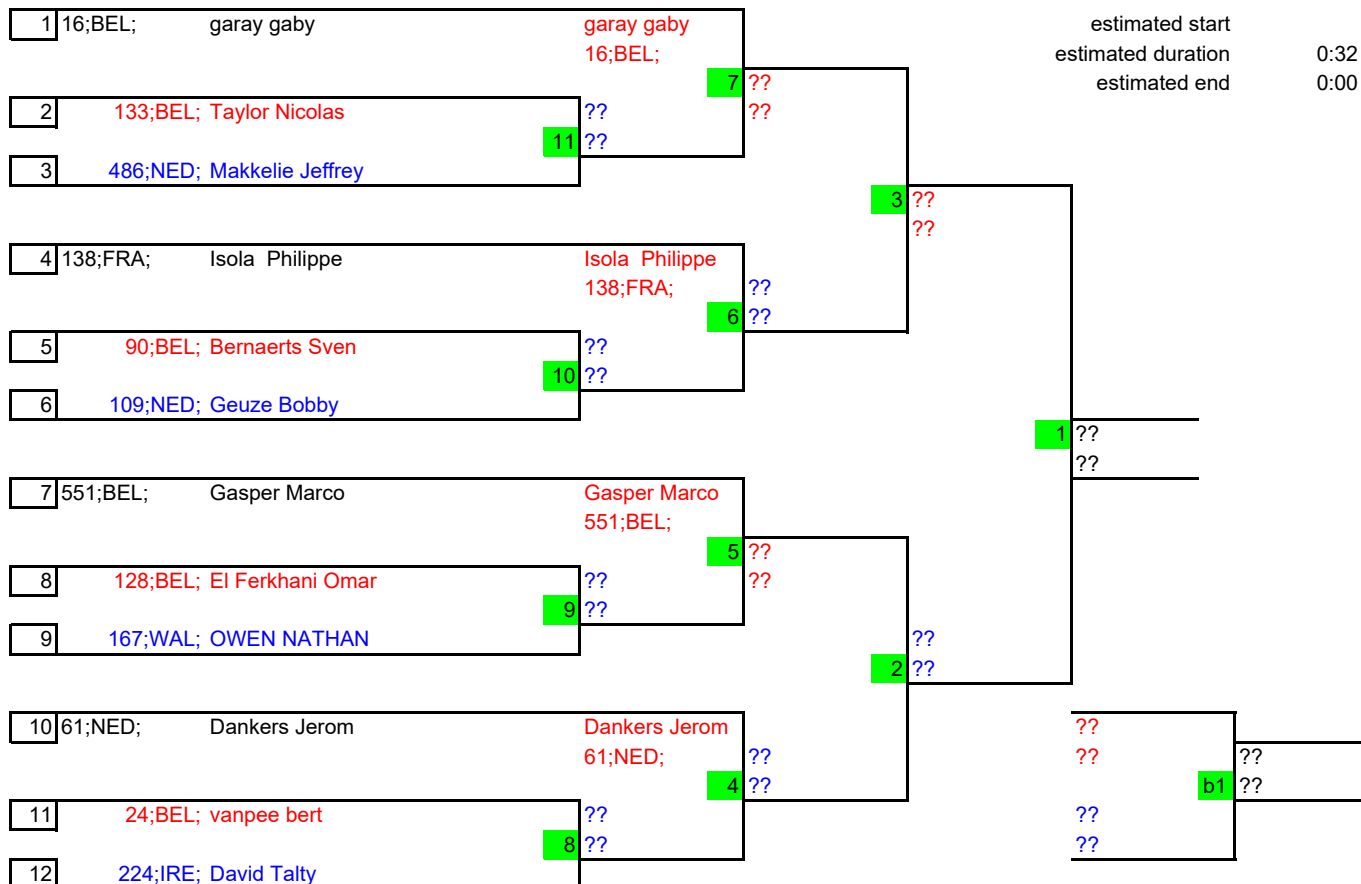 1 16;BEL; garay gaby garay gaby estimated start
16;BEL; estimated duration 0:32
7 ?? estimated end 0:00
2 133;BEL; Taylor Nicolas ?? ??
11 ??
3 486;NED; Makkelie Jeffrey
3 ??
??
4 138;FRA; Isola Philippe Isola Philippe
138;FRA; ??
6 ??
5 90;BEL; Bernaerts Sven ??
10 ??
6 109;NED; Geuze Bobby
1 ??
??
7 551;BEL; Gasper Marco Gasper Marco
551;BEL;
5 ??
8 128;BEL; El Ferkhani Omar ?? ??
9 ??
9 167;WAL; OWEN NATHAN ??
2 ??
10 61;NED; Dankers Jerom Dankers Jerom ??
61;NED; ?? ?? ??
4 ?? b1 ??
11 24;BEL; vanpee bert ?? ??
8 ?? ??
12 224;IRE; David Talty